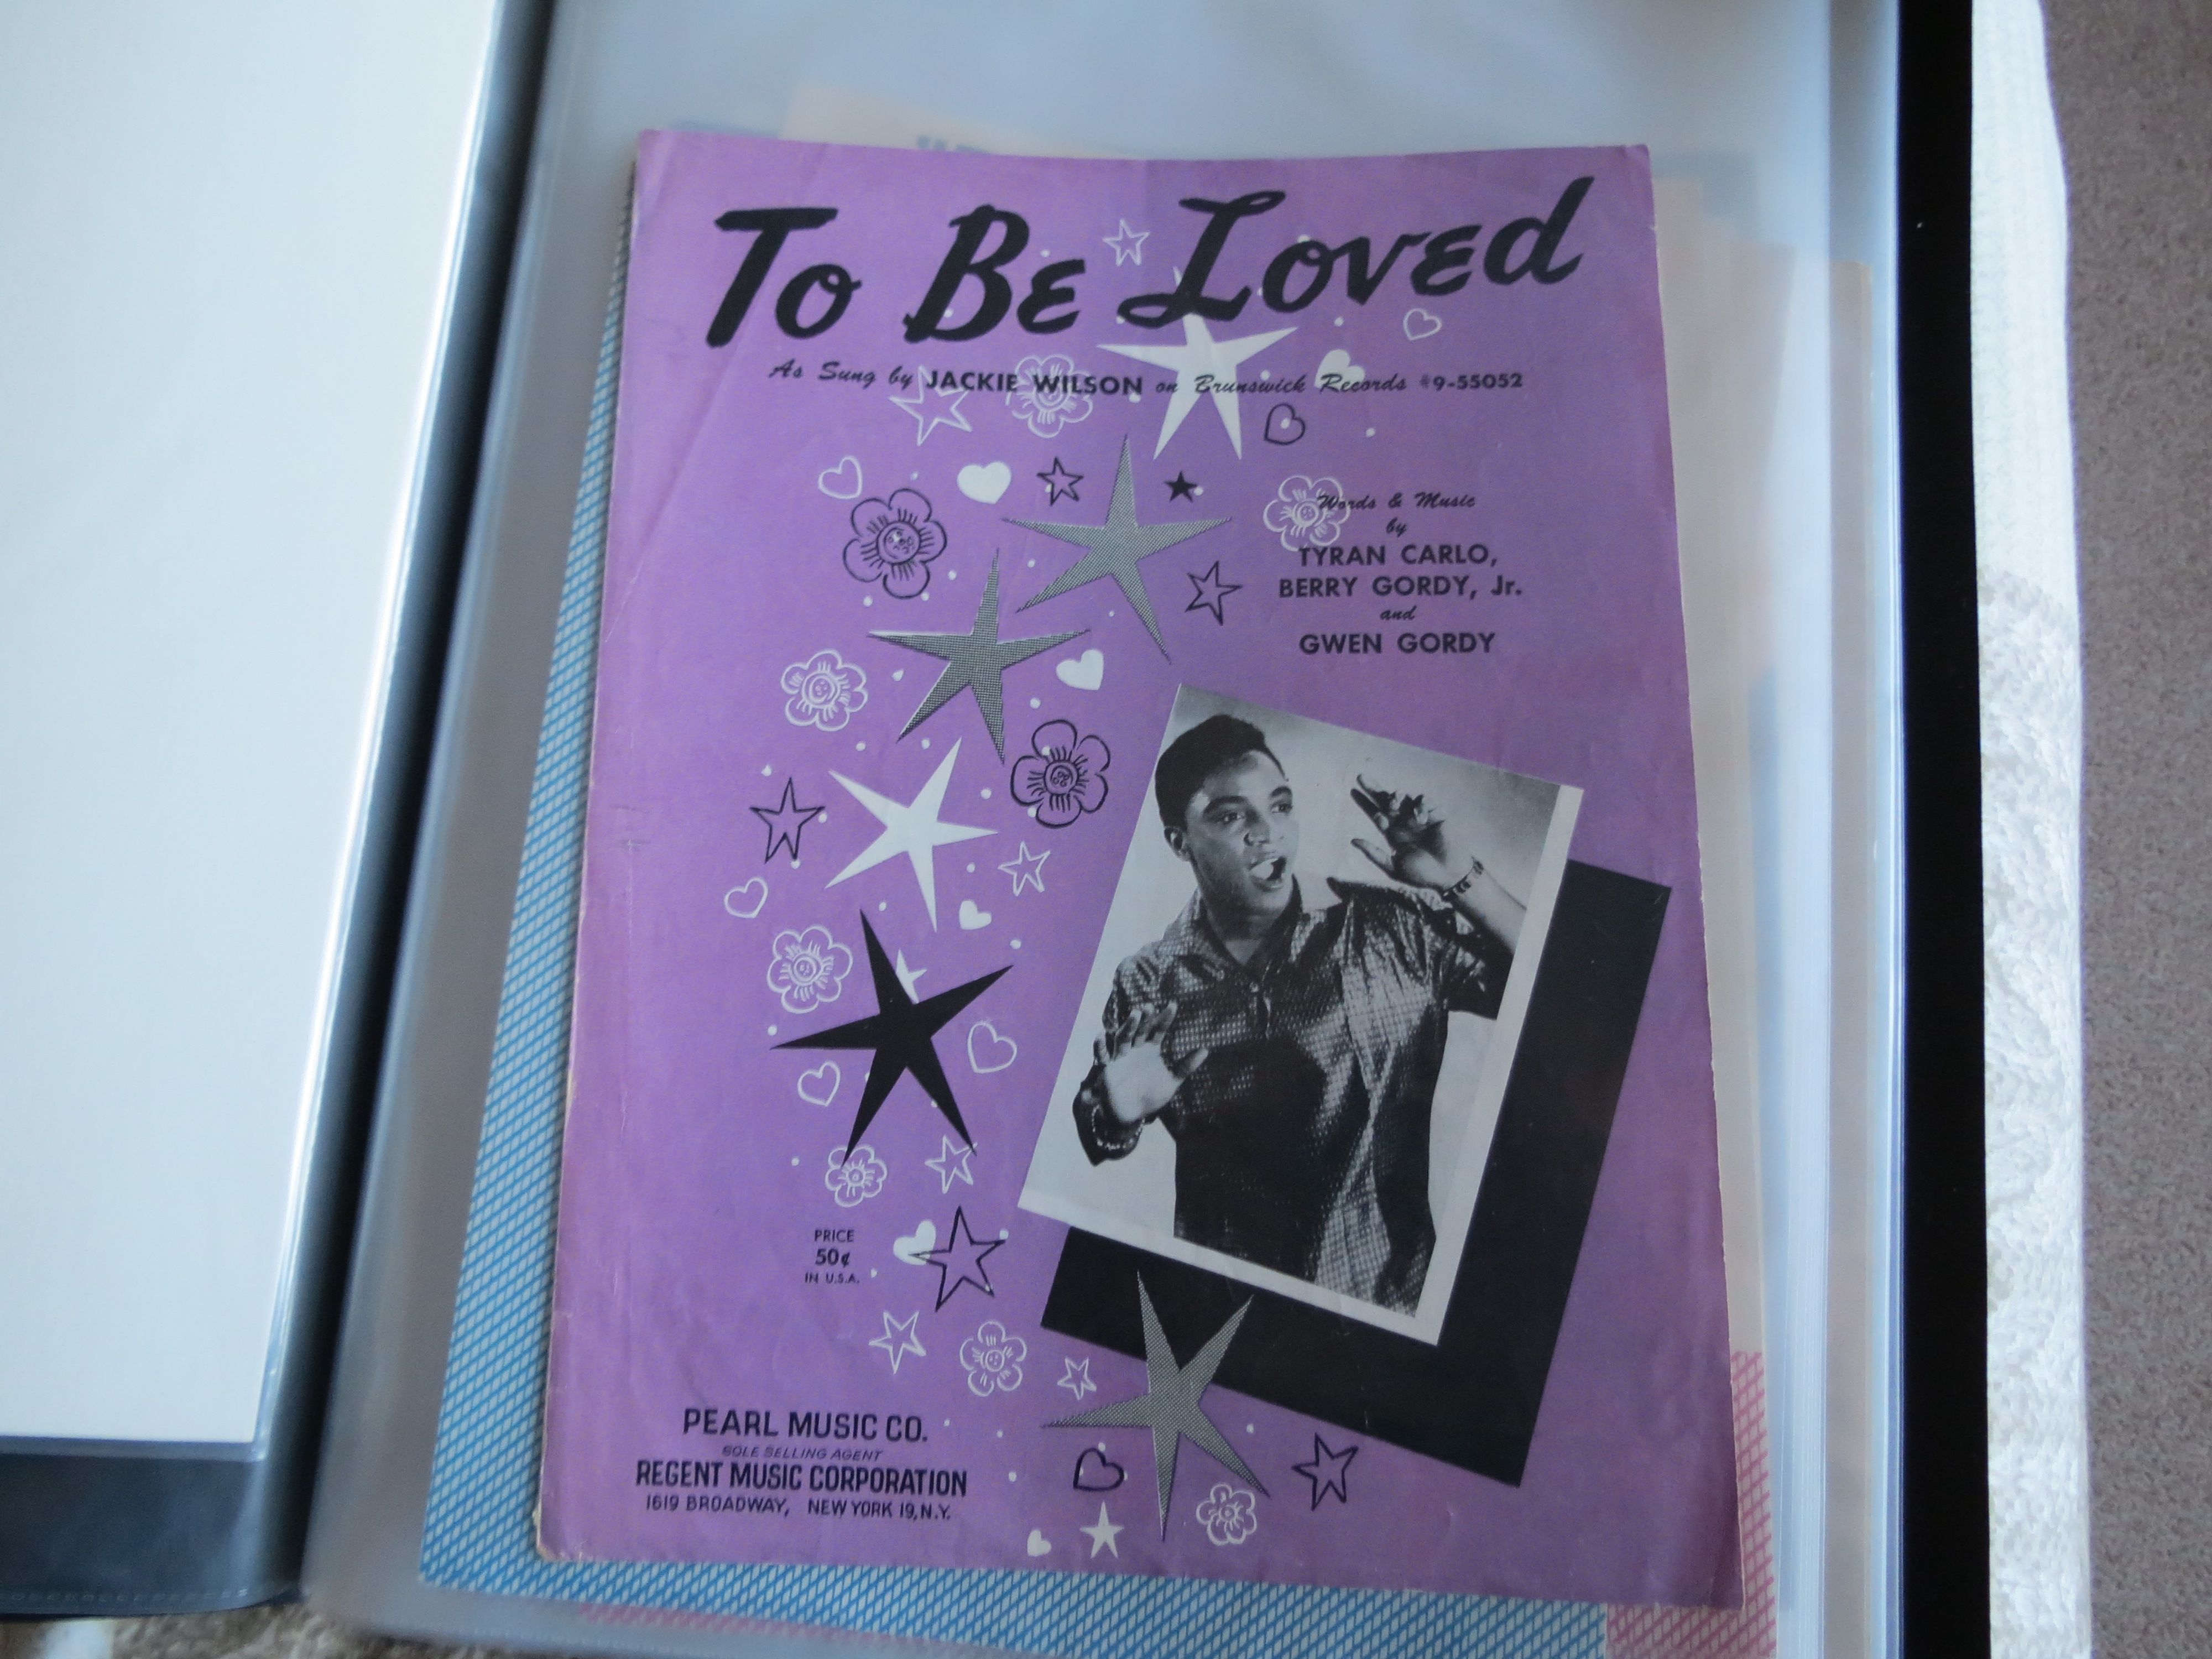 To Be Loved
As Sung by JACKIE WILSON on Brunswick Records #9-55052
Words & Music
by
TYRAN CARLO,
BERRY GORDY, Jr.
and
GWEN GORDY
PRICE
50¢
IN U.S.A.
PEARL MUSIC CO.
SOLE SELLING AGENT
REGENT MUSIC CORPORATION
1619 BROADWAY, NEW YORK 19, N.Y.